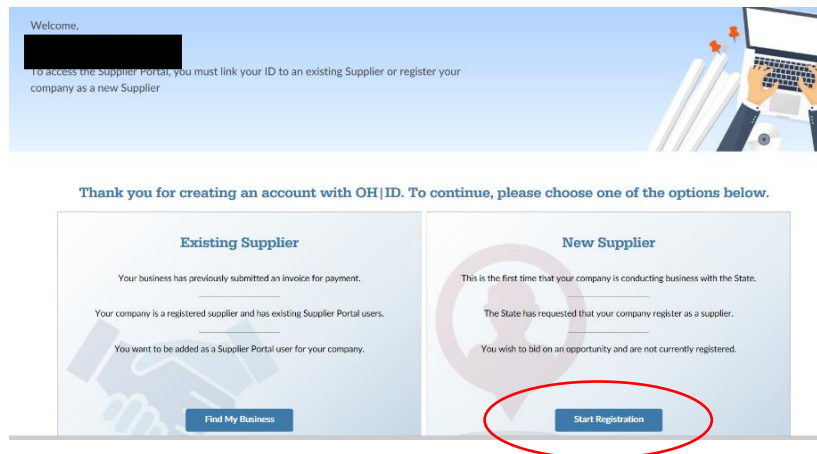 Welcome,
To access the Supplier Portal, you must link your ID to an existing Supplier or register your
company as a new Supplier
Thank you for creating an account with OH|ID. To continue, please choose one of the options below.
Existing Supplier
Your business has previously submitted an invoice for payment.
Your company is a registered supplier and has existing Supplier Portal users.
You want to be added as a Supplier Portal user for your company.
Find My Business
New Supplier
This is the first time that your company is conducting business with the State.
The State has requested that your company register as a supplier.
You wish to bid on an opportunity and are not currently registered.
Start Registration